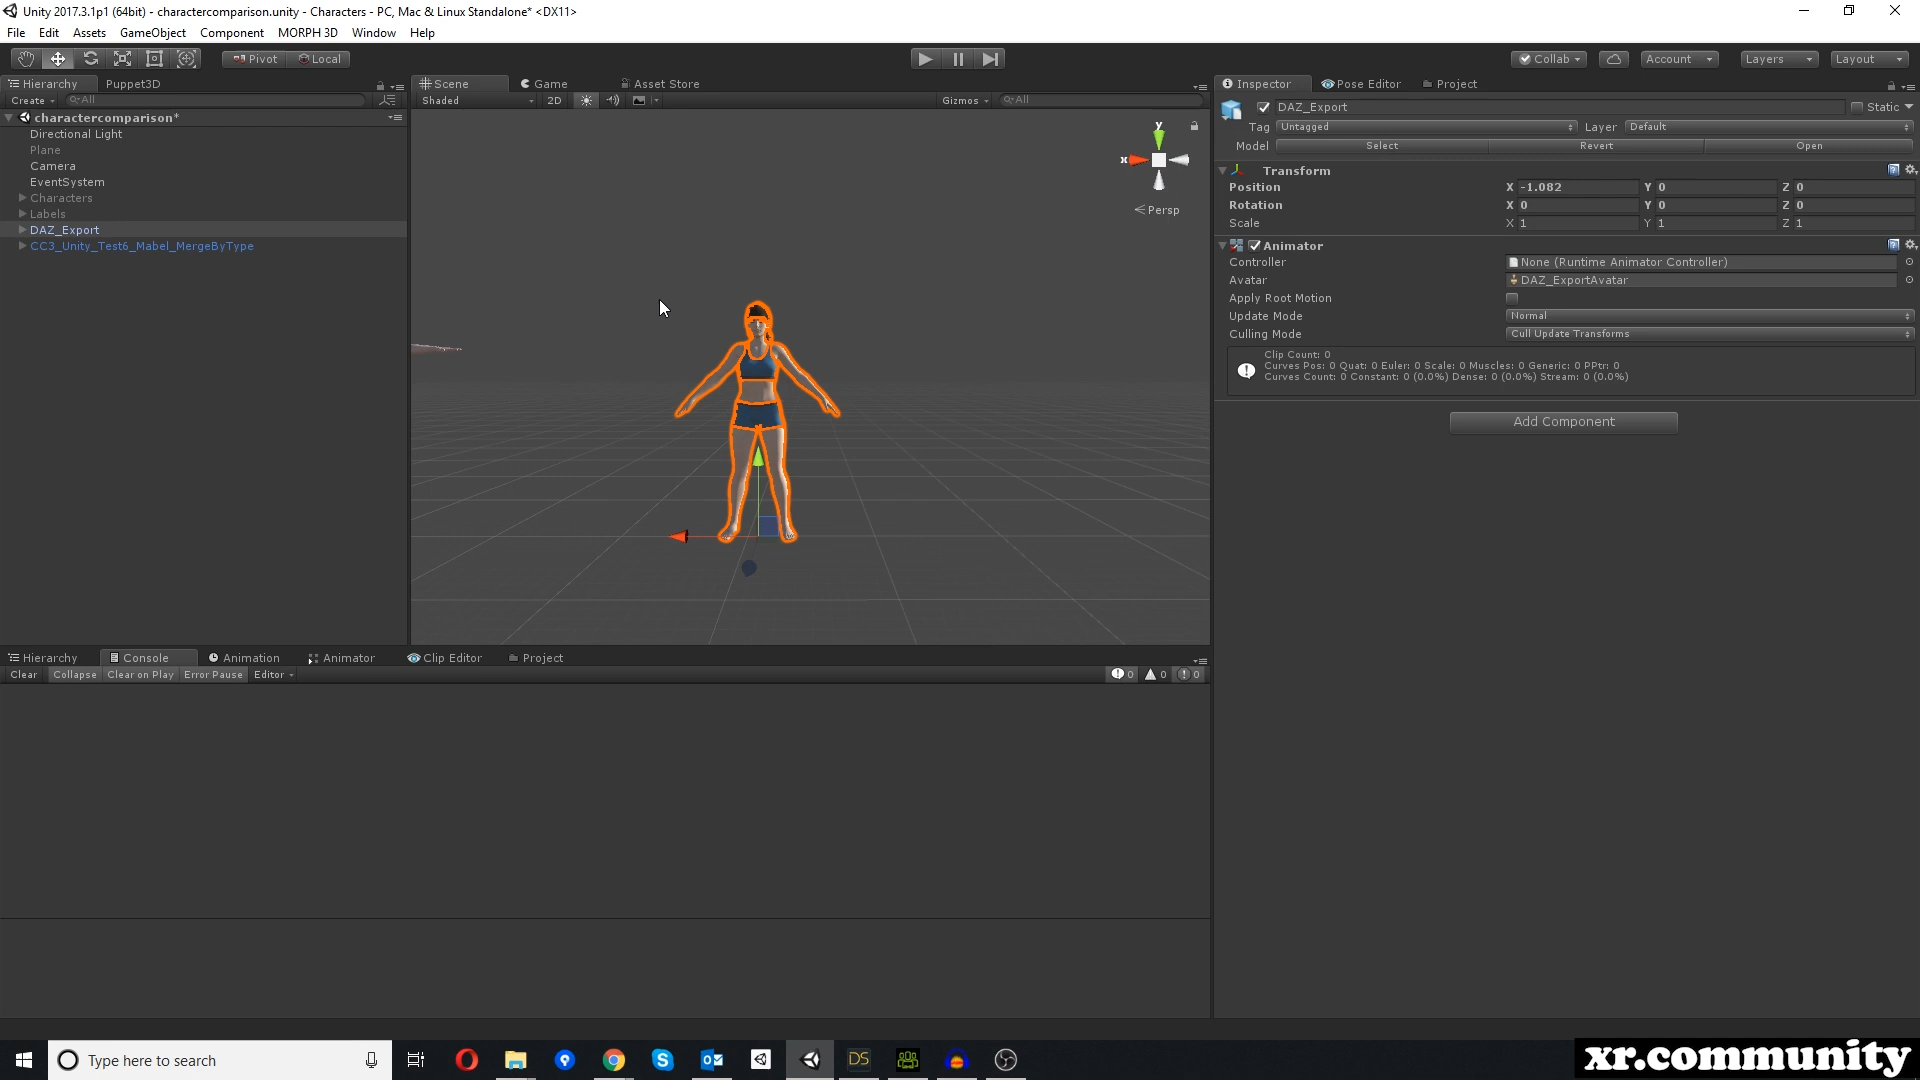 Unity 2017.3.1p1 (64bit) - charactercomparison.unity - Characters - PC, Mac & Linux Standalone* <DX11>
File Edit Assets GameObject Component MORPH 3D Window Help
Pivot Local Collab Account Layers Layout
Hierarchy Puppet3D Scene Game Asset Store Inspector Pose Editor Project
Create All Shaded 2D Gizmos All
DAZ_Export Static
charactercomparison*
Tag Untagged Layer Default
Directional Light
Plane
Model Select Revert Open
Camera
EventSystem
Characters
Labels
DAZ_Export
CC3_Unity_Test6_Mabel_MergeByType
y
x
Persp
Transform
Position X -1.082 Y 0 Z 0
Rotation X 0 Y 0 Z 0
Scale X 1 Y 1 Z 1
Animator
Controller None (Runtime Animator Controller)
Avatar DAZ_ExportAvatar
Apply Root Motion
Update Mode Normal
Culling Mode Cull Update Transforms
Clip Count: 0
Curves Pos: 0 Quat: 0 Euler: 0 Scale: 0 Muscles: 0 Generic: 0 PPtr: 0
Curves Count: 0 Constant: 0 (0.0%) Dense: 0 (0.0%) Stream: 0 (0.0%)
Add Component
Hierarchy Console Animation Animator Clip Editor Project
Clear Collapse Clear on Play Error Pause Editor 0 0 0
Type here to search
DS
xr.community